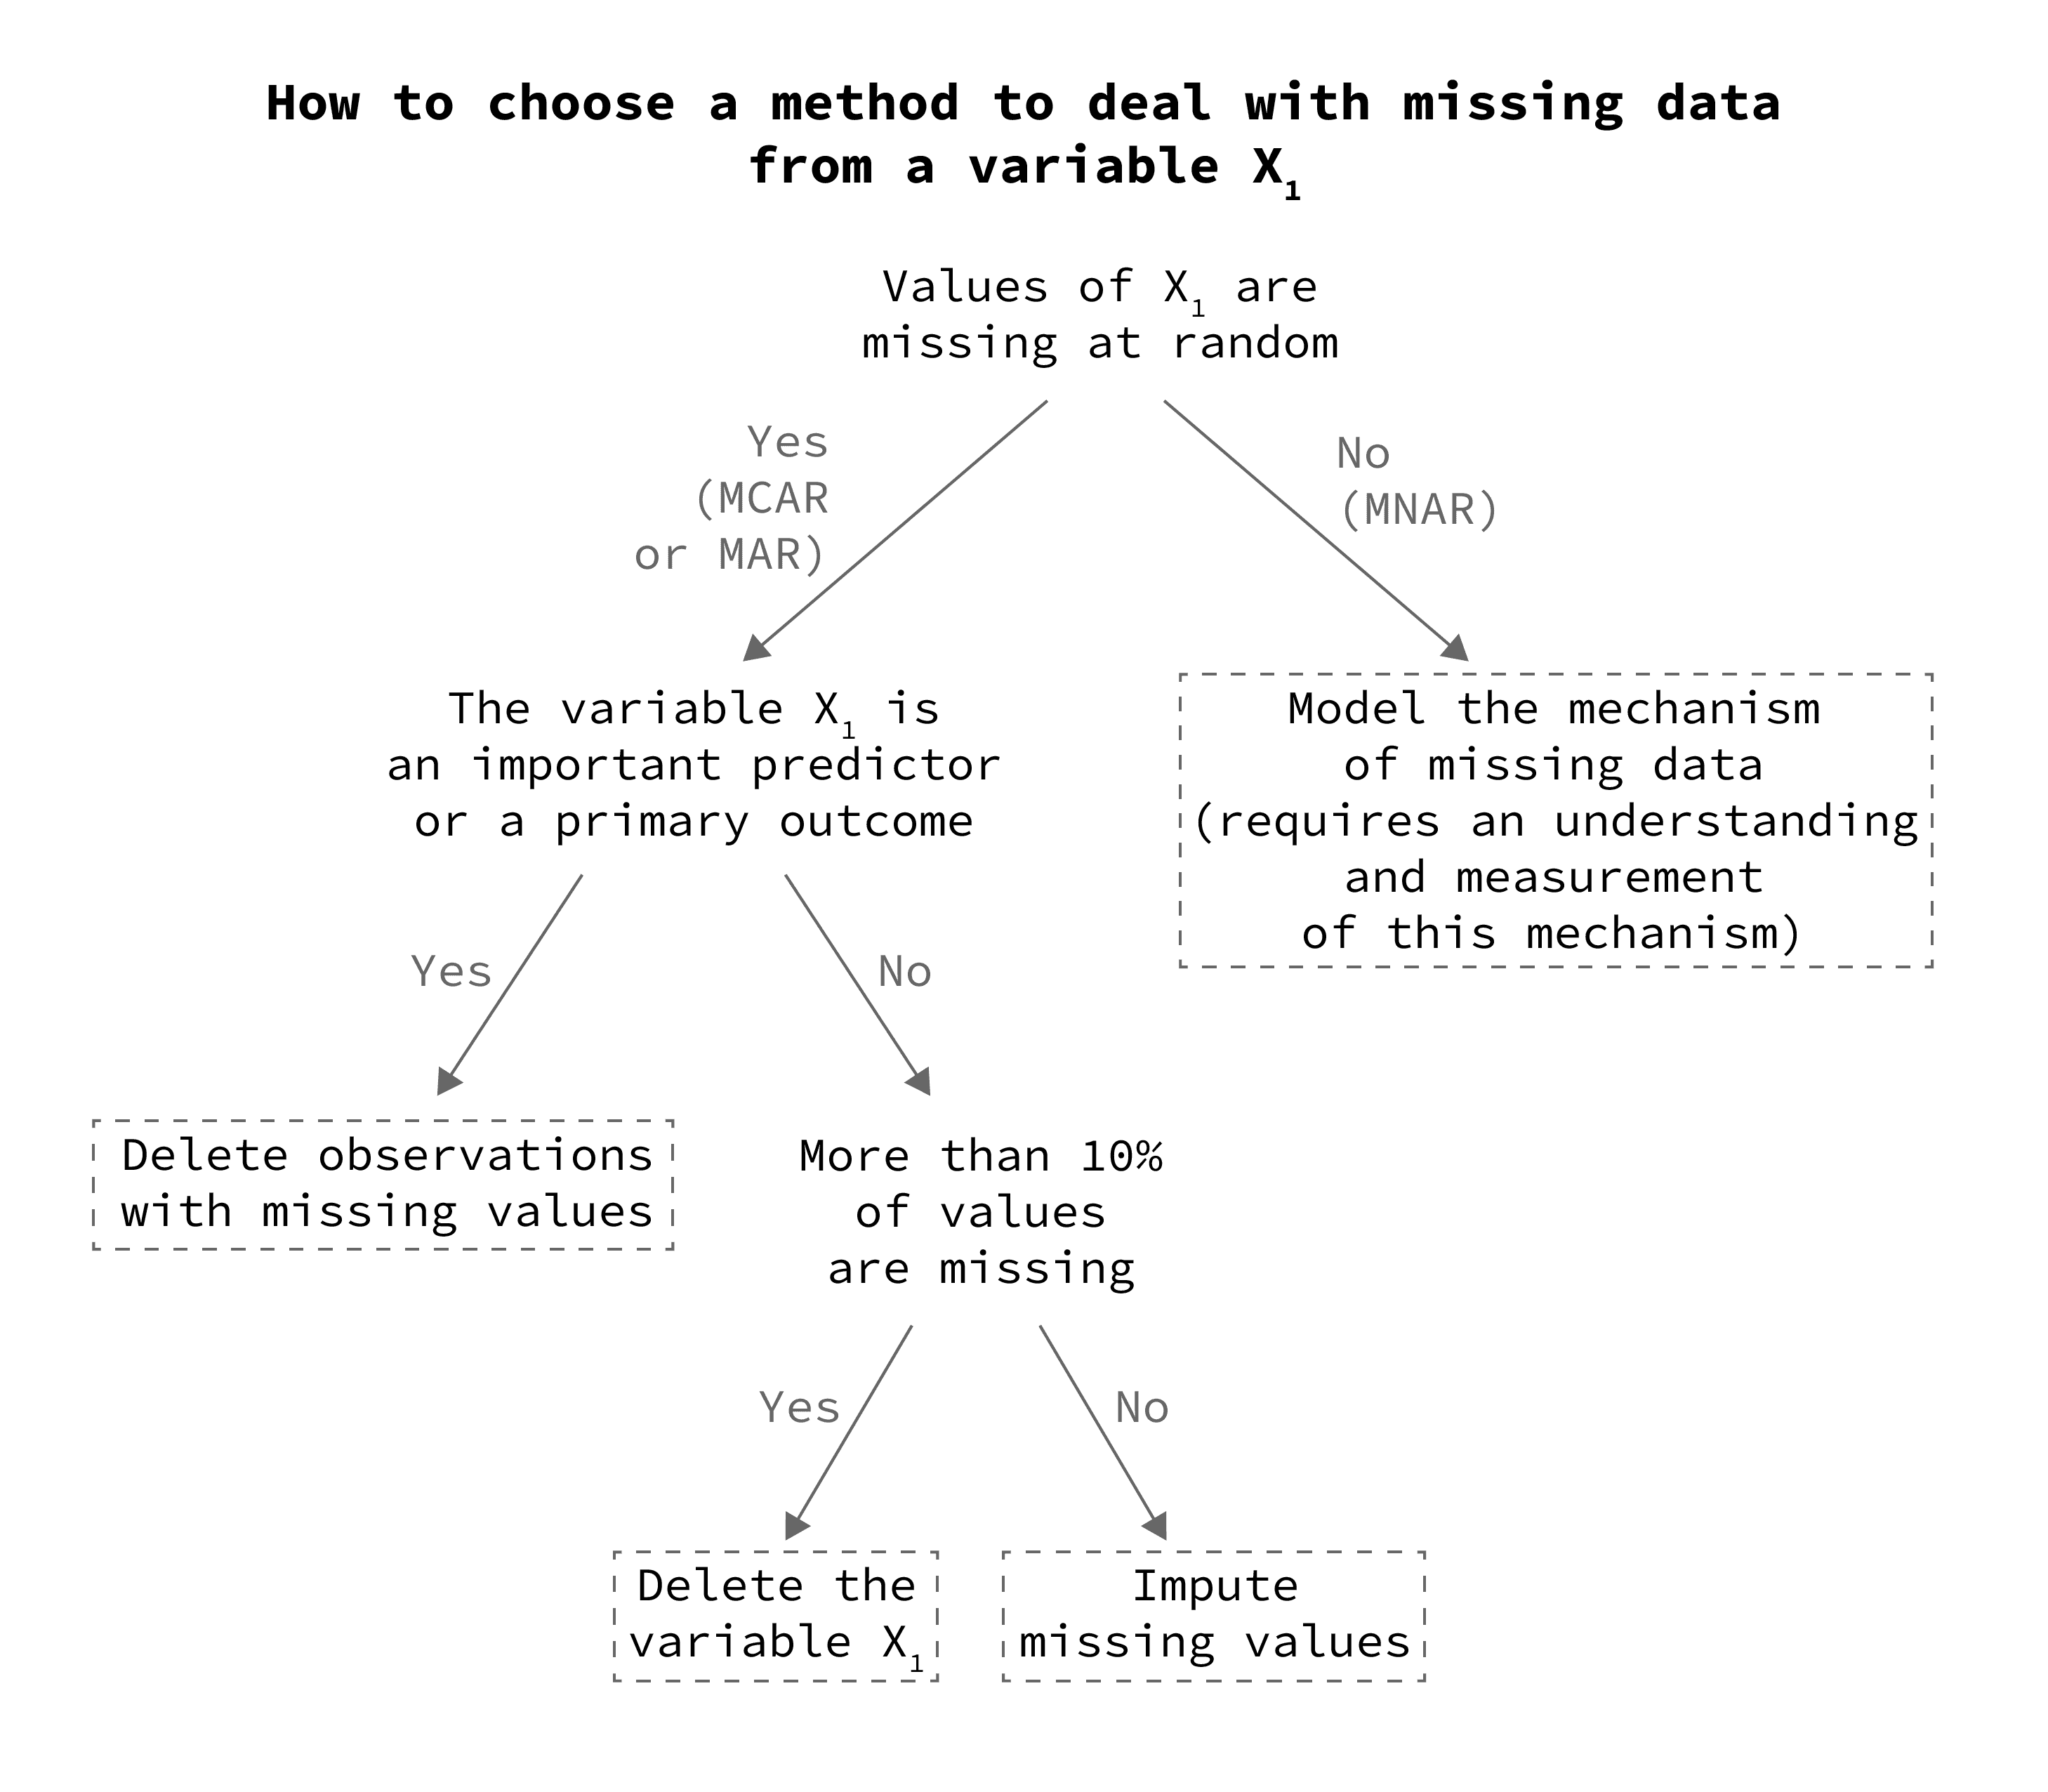 How to choose a method to deal with missing data
from a variable X₁
Values of X₁ are
missing at random
Yes
(MCAR
or MAR)
No
(MNAR)
The variable X₁ is
an important predictor
or a primary outcome
Model the mechanism
of missing data
(requires an understanding
and measurement
of this mechanism)
Yes
No
Delete observations
with missing values
More than 10%
of values
are missing
Yes
No
Delete the
variable X₁
Impute
missing values